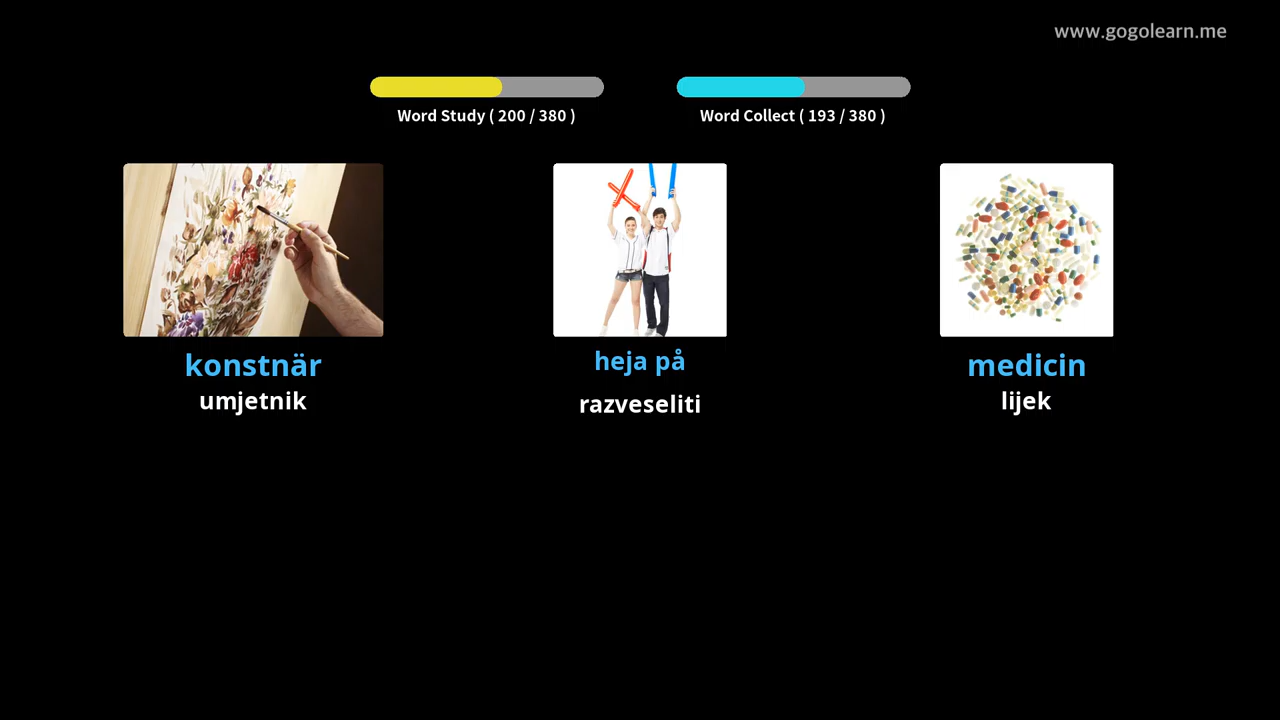 www.gogolearn.me
Word Study ( 200 / 380 )
Word Collect ( 193 / 380 )
konstnär
umjetnik
heja på
razveseliti
medicin
lijek